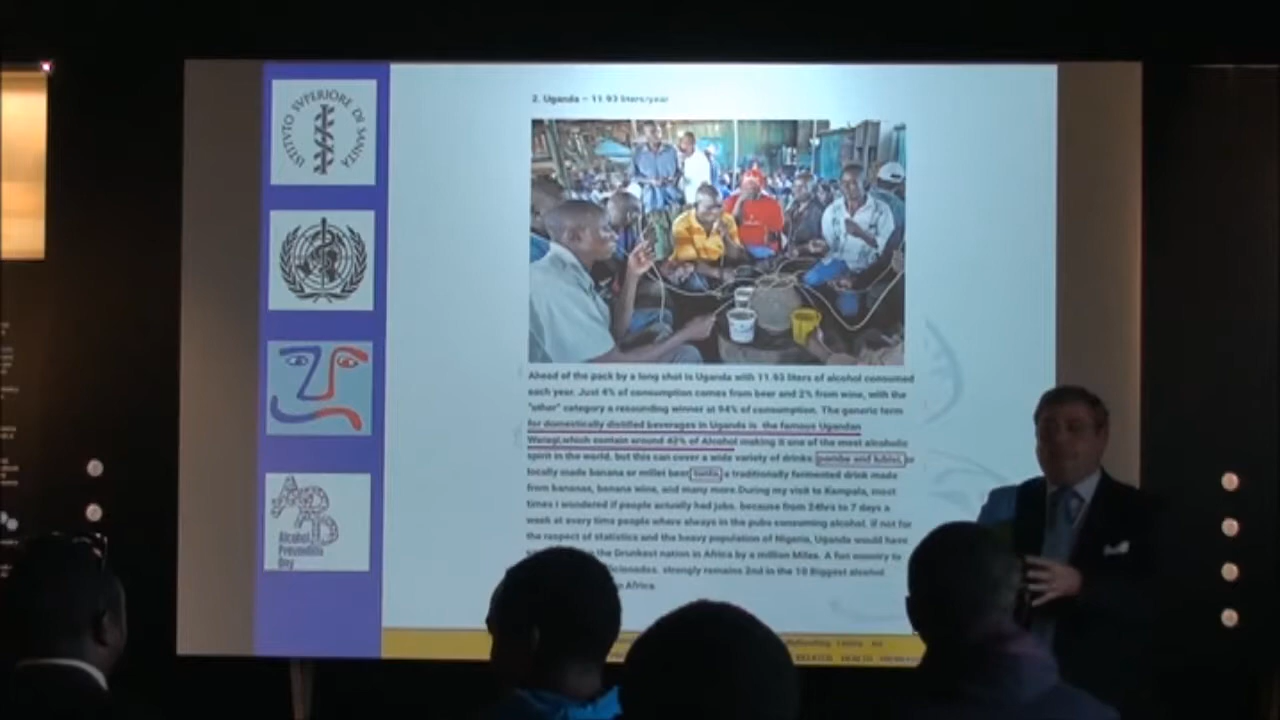 ISTITVTO SVPERIORE DI SANITÀ
Alcohol
Prevention
Day
2. Uganda – 11.93 liters/year
Ahead of the pack by a long shot is Uganda with 11.93 liters of alcohol consumed
each year. Just 4% of consumption comes from beer and 2% from wine, with the
"other" category a resounding winner at 94% of consumption. The generic term
for domestically distilled beverages in Uganda is the famous Ugandan
Waragi,which contain around 42% of Alcohol making it one of the most alcoholic
spirit in the world. but this can cover a wide variety of drinks
locally made banana or millet beer a traditionally fermented drink made
from bananas, banana wine, and many more.During my visit to Kampala, most
times i wondered if people actually had jobs. because from 24hrs to 7 days a
week at every time people where always in the pubs consuming alcohol. if not for
the respect of statistics and the heavy population of Nigeria, Uganda would have
the Drunkest nation in Africa by a million Miles. A fun country to
strongly remains 2nd in the 10 Biggest alcohol
Africa